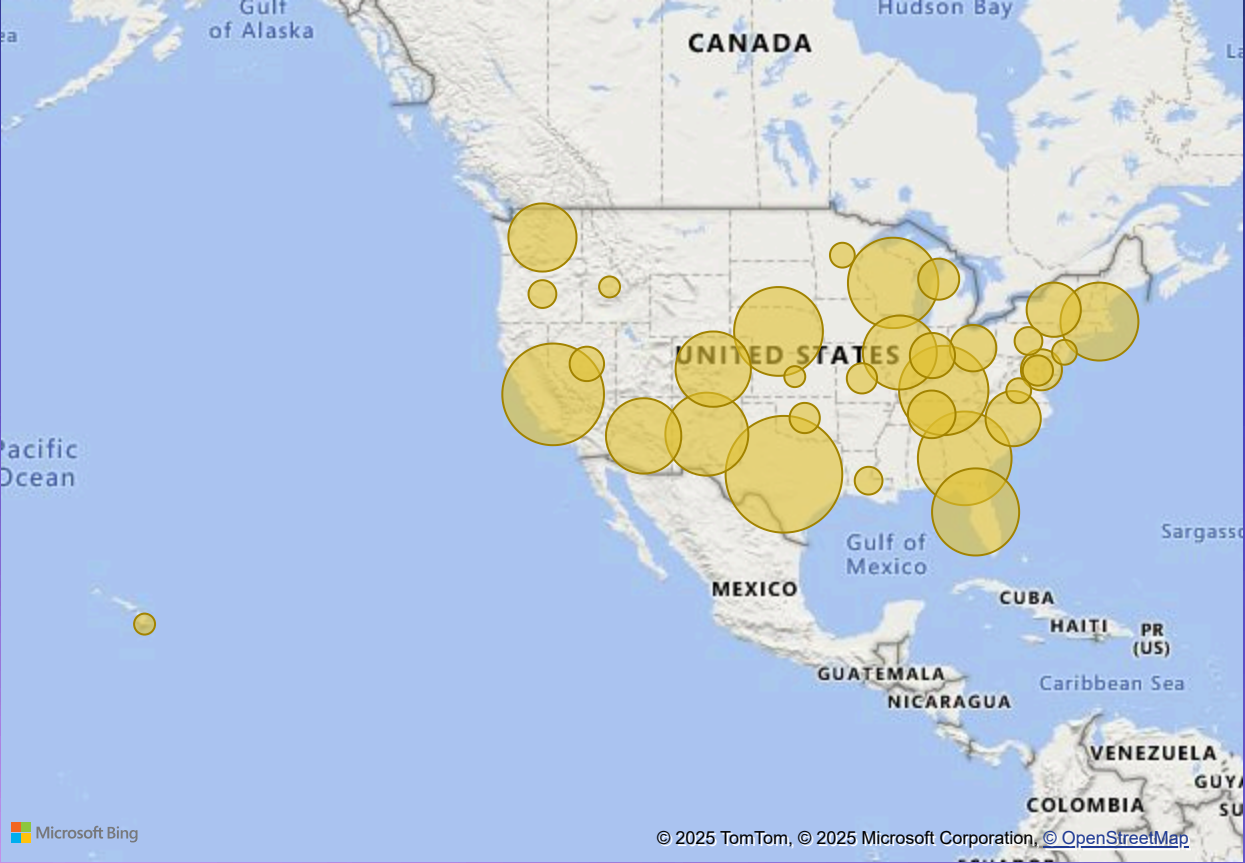 Gulf
of Alaska
Hudson Bay
CANADA
ea
La
UNITED STATES
Pacific
Ocean
Sargasso
Gulf of
Mexico
MEXICO
CUBA
HAITI
PR
(US)
GUATEMALA
Caribbean Sea
NICARAGUA
VENEZUELA
GUYA
COLOMBIA
SU
Microsoft Bing
© 2025 TomTom, © 2025 Microsoft Corporation, © OpenStreetMap